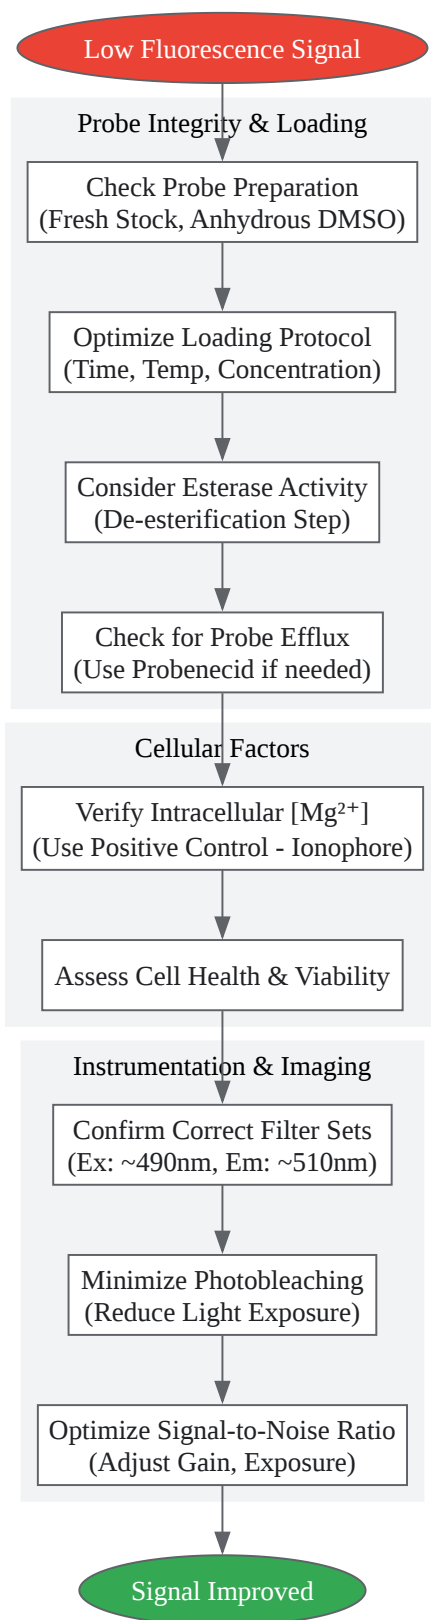 Low Fluorescence Signal
Probe Integrity & Loading
Check Probe Preparation
(Fresh Stock, Anhydrous DMSO)
Optimize Loading Protocol
(Time, Temp, Concentration)
Consider Esterase Activity
(De-esterification Step)
Check for Probe Efflux
(Use Probenecid if needed)
Cellular Factors
Verify Intracellular [Mg²⁺]
(Use Positive Control - Ionophore)
Assess Cell Health & Viability
Instrumentation & Imaging
Confirm Correct Filter Sets
(Ex: ~490nm, Em: ~510nm)
Minimize Photobleaching
(Reduce Light Exposure)
Optimize Signal-to-Noise Ratio
(Adjust Gain, Exposure)
Signal Improved